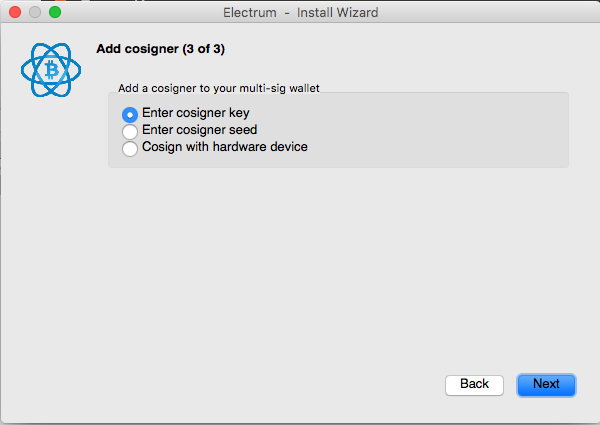 Electrum - Install Wizard
Add cosigner (3 of 3)
Add a cosigner to your multi-sig wallet
Enter cosigner key
Enter cosigner seed
Cosign with hardware device
Back
Next